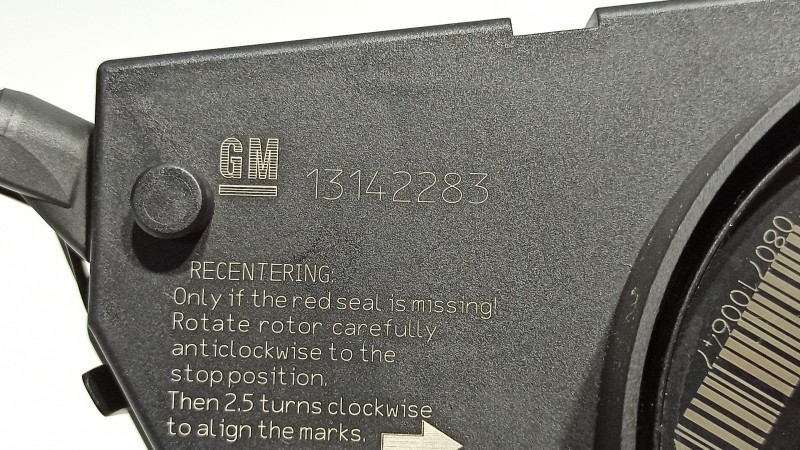 GM 13142283
RECENTERING.
Only if the red seal is missing!
Rotate rotor carefully
anticlockwise to the
stop position.
Then 2.5 turns clockwise
to align the marks.